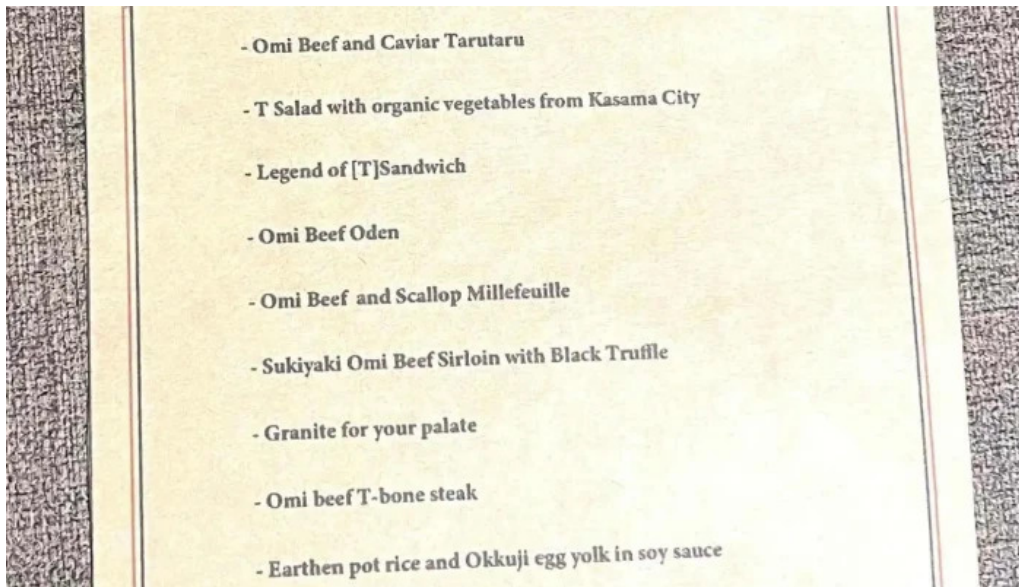 - Omi Beef and Caviar Tarutaru
- T Salad with organic vegetables from Kasama City
- Legend of [T]Sandwich
- Omi Beef Oden
- Omi Beef and Scallop Millefeuille
- Sukiyaki Omi Beef Sirloin with Black Truffle
- Granite for your palate
- Omi beef T-bone steak
- Earthen pot rice and Okkuji egg yolk in soy sauce